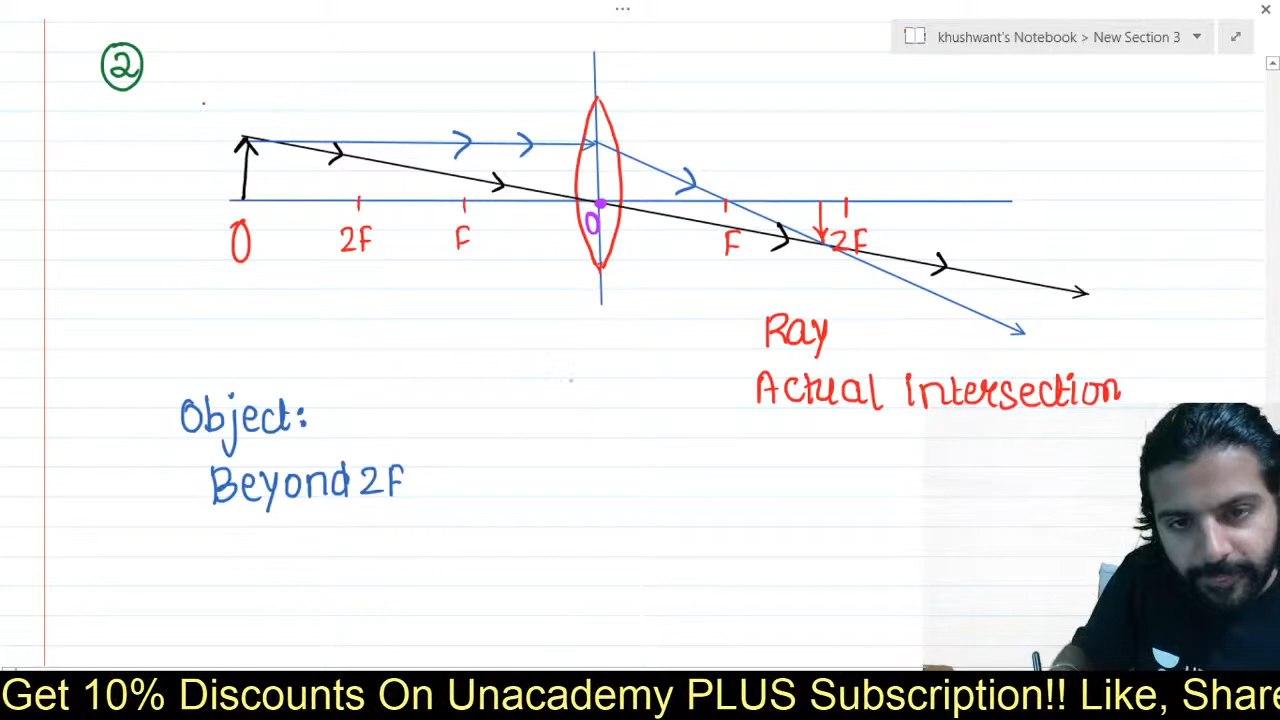 ...
khushwant's Notebook > New Section 3
2
O 2F F O F 2F
Ray
Actual Intersection
Object:
Beyond 2F
Get 10% Discounts On Unacademy PLUS Subscription!! Like, Share